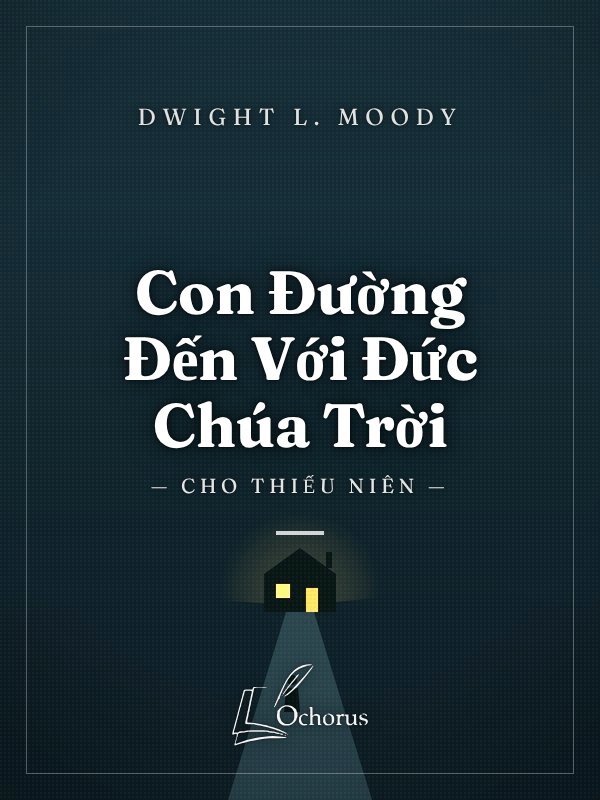 DWIGHT L. MOODY
Con Đường
Đến Với Đức
Chúa Trời
— CHO THIẾU NIÊN —
Ochorus